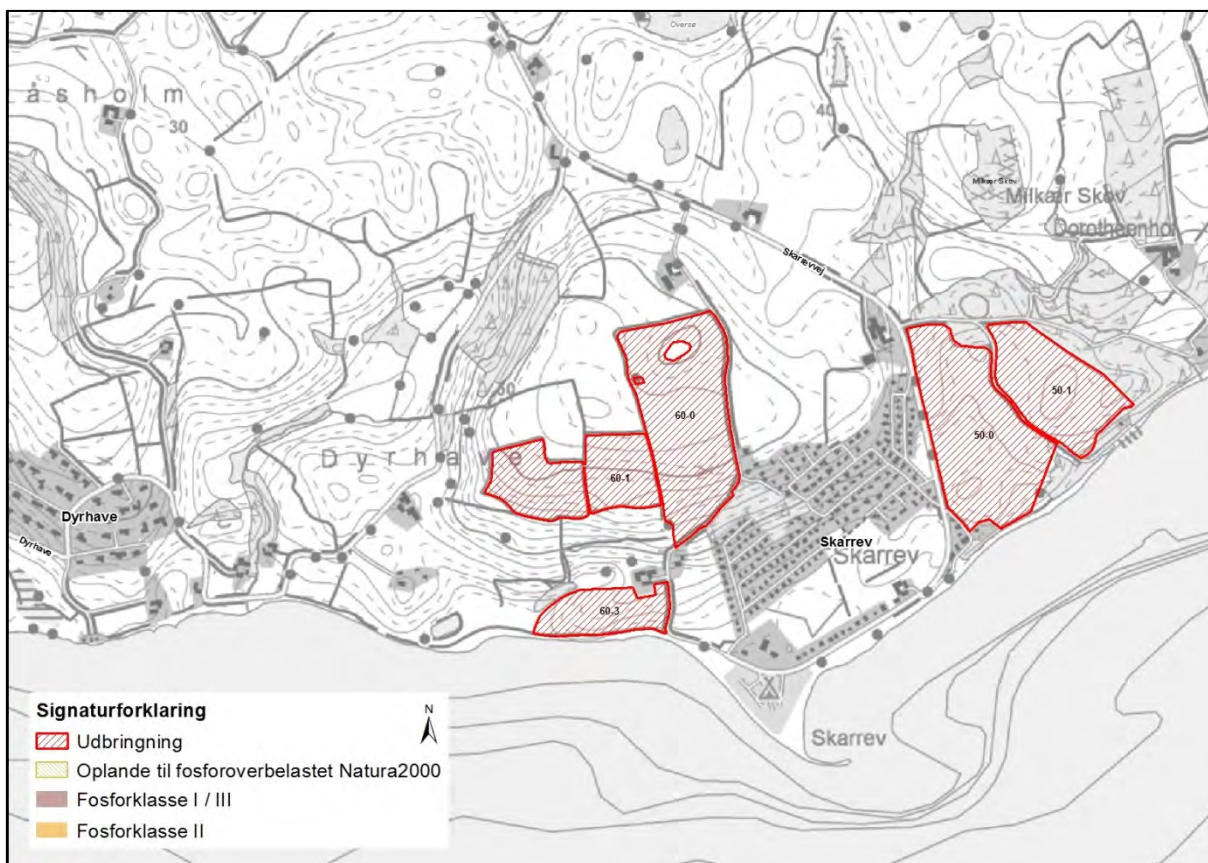 Oversø
åsholm
30
40
Milkær Skov
Milkær Skov
Dorotheenhof
Skarrevvej
30
60-0
50-1
50-0
Dyrhave
60-1
Dyrhave
Dyrhave
Skarrev
Skarrev
60-3
Skarrev
Signaturforklaring
N
Udbringning
Oplande til fosforoverbelastet Natura2000
Fosforklasse I / III
Fosforklasse II